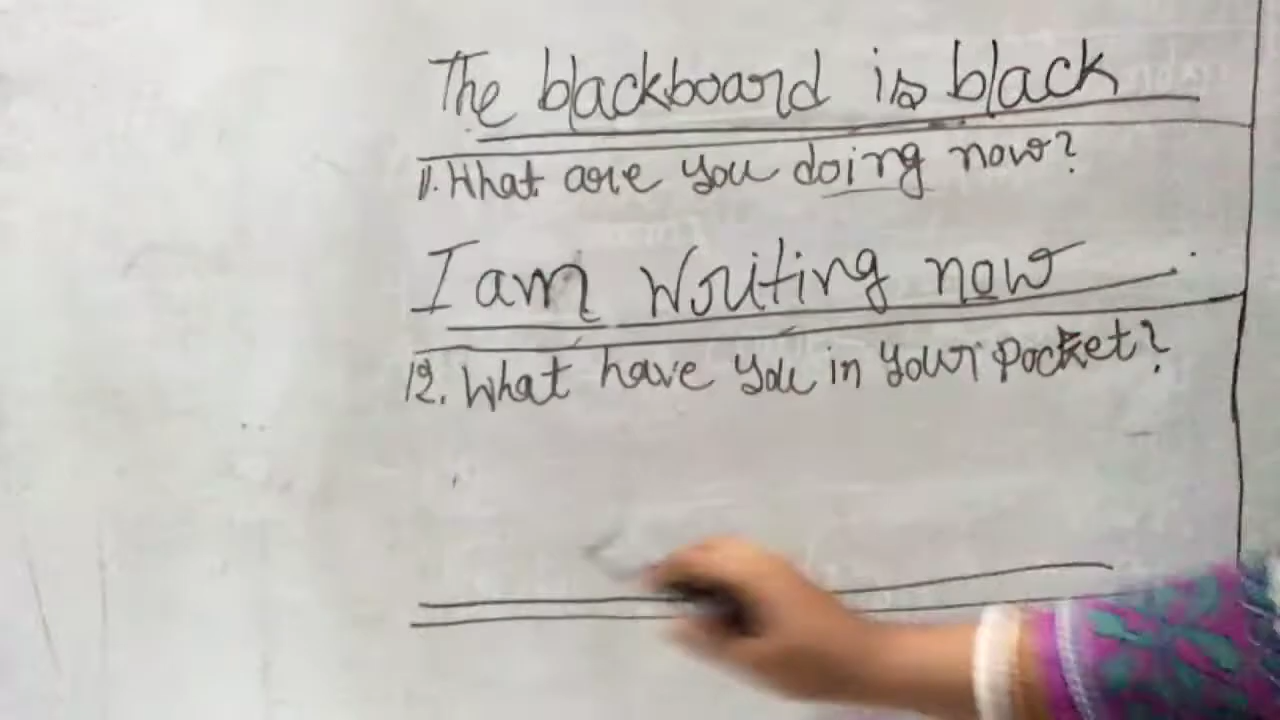 The blackboard is black
11. What are you doing now?
I am writing now.
12. What have you in your pocket?